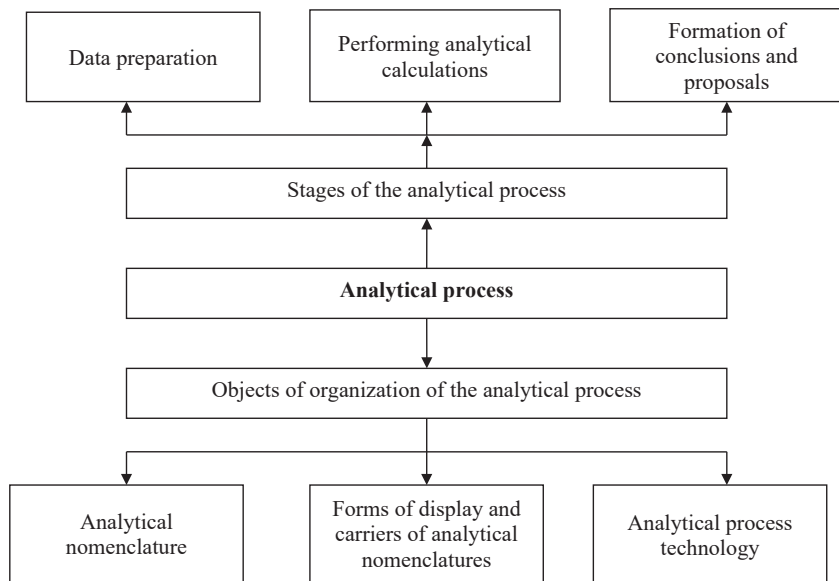 Data preparation
Performing analytical
calculations
Formation of
conclusions and
proposals
Stages of the analytical process
Analytical process
Objects of organization of the analytical process
Analytical
nomenclature
Forms of display and
carriers of analytical
nomenclatures
Analytical process
technology